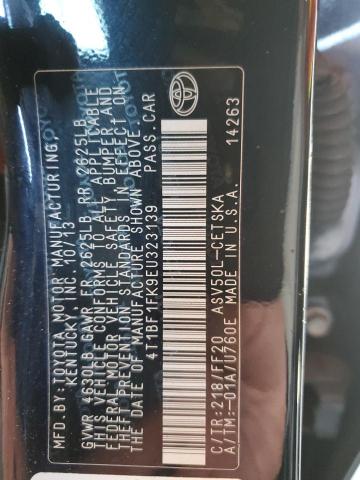 MFD. BY: TOYOTA MOTOR MANUFACTURING,
KENTUCKY, INC. 10/13
GVWR 4630LB GAWR FR 2625LB RR 2625LB
THIS VEHICLE CONFORMS TO ALL APPLICABLE
FEDERAL MOTOR VEHICLE SAFETY BUMPER AND
THEFT PREVENTION STANDARDS IN EFFECT ON
THE DATE OF MANUFACTURE SHOWN ABOVE.
4T1BF1FK9EU323139 PASS.CAR
C/TR:218/FF20 ASV50L-CETSKA
A/TM:-01A/U760E MADE IN U.S.A.
14263